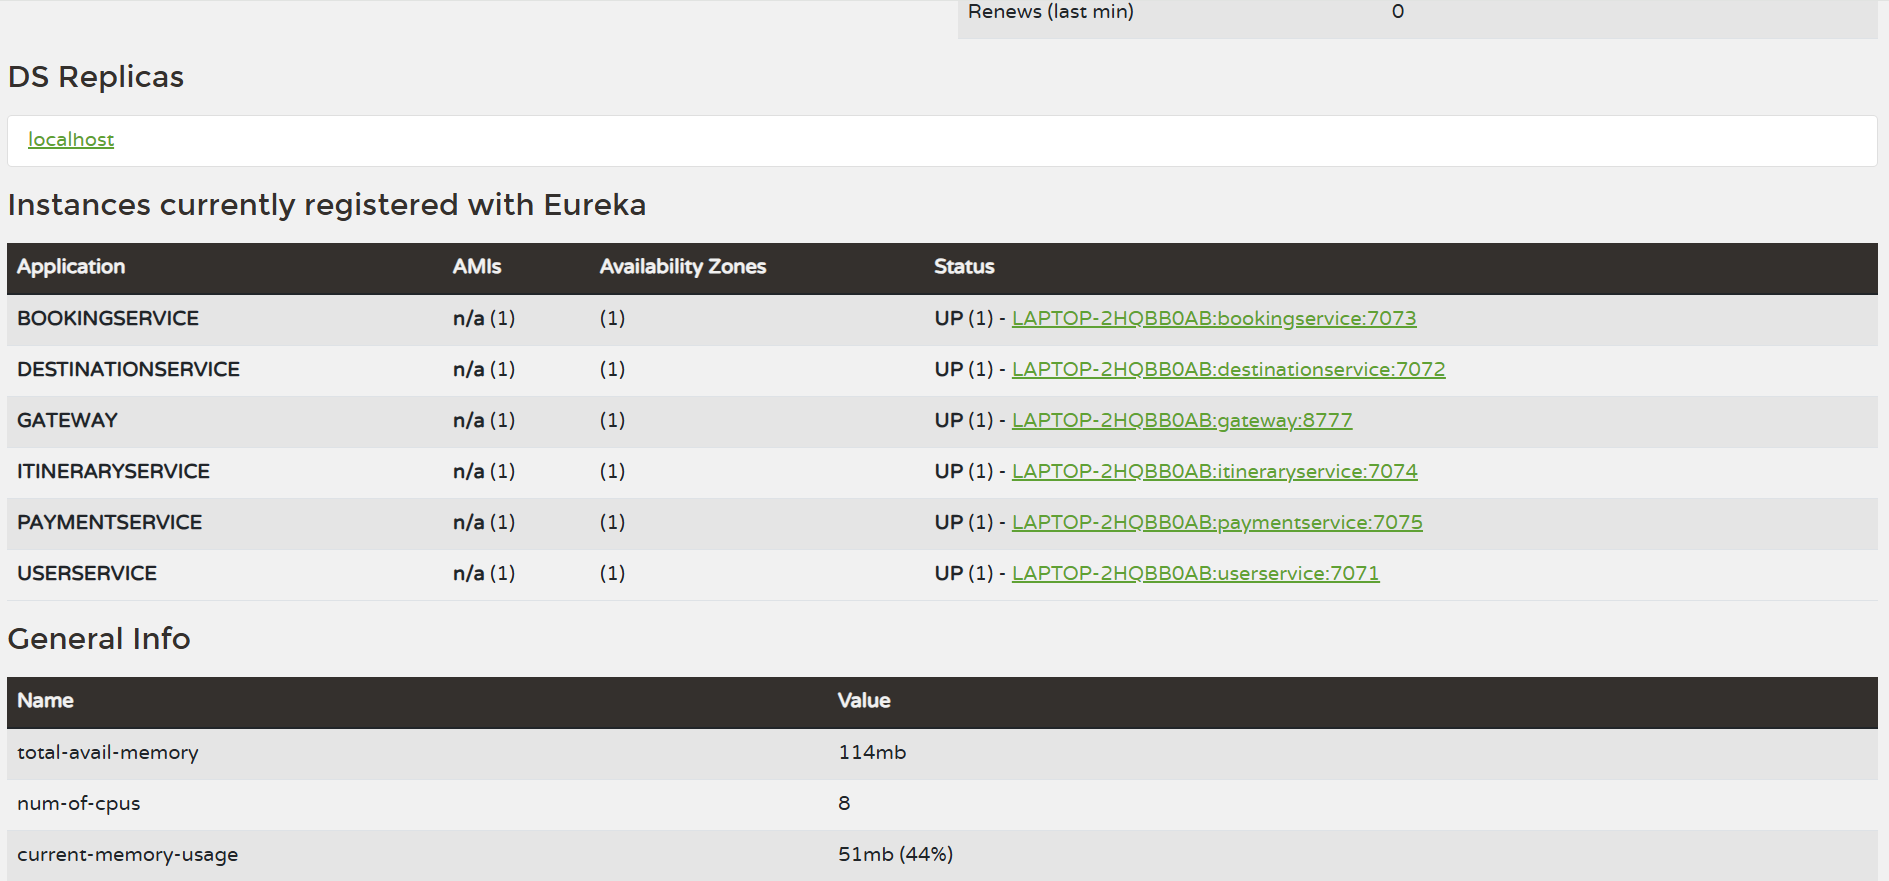 Renews (last min) 0
DS Replicas
localhost
Instances currently registered with Eureka
Application AMIs Availability Zones Status
BOOKINGSERVICE n/a (1) (1) UP (1) - LAPTOP-2HQBB0AB:bookingservice:7073
DESTINATIONSERVICE n/a (1) (1) UP (1) - LAPTOP-2HQBB0AB:destinationservice:7072
GATEWAY n/a (1) (1) UP (1) - LAPTOP-2HQBB0AB:gateway:8777
ITINERARYSERVICE n/a (1) (1) UP (1) - LAPTOP-2HQBB0AB:itineraryservice:7074
PAYMENTSERVICE n/a (1) (1) UP (1) - LAPTOP-2HQBB0AB:paymentservice:7075
USERSERVICE n/a (1) (1) UP (1) - LAPTOP-2HQBB0AB:userservice:7071
General Info
Name Value
total-avail-memory 114mb
num-of-cpus 8
current-memory-usage 51mb (44%)